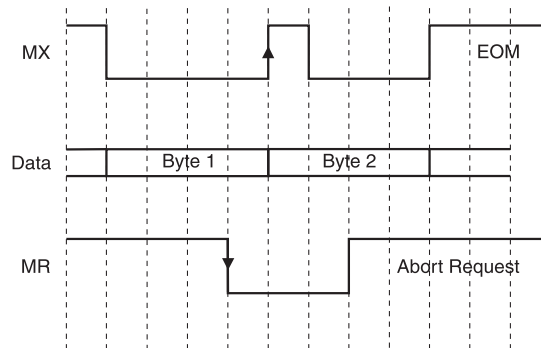 MX
EOM
Data
Byte 1
Byte 2
MR
Abort Request